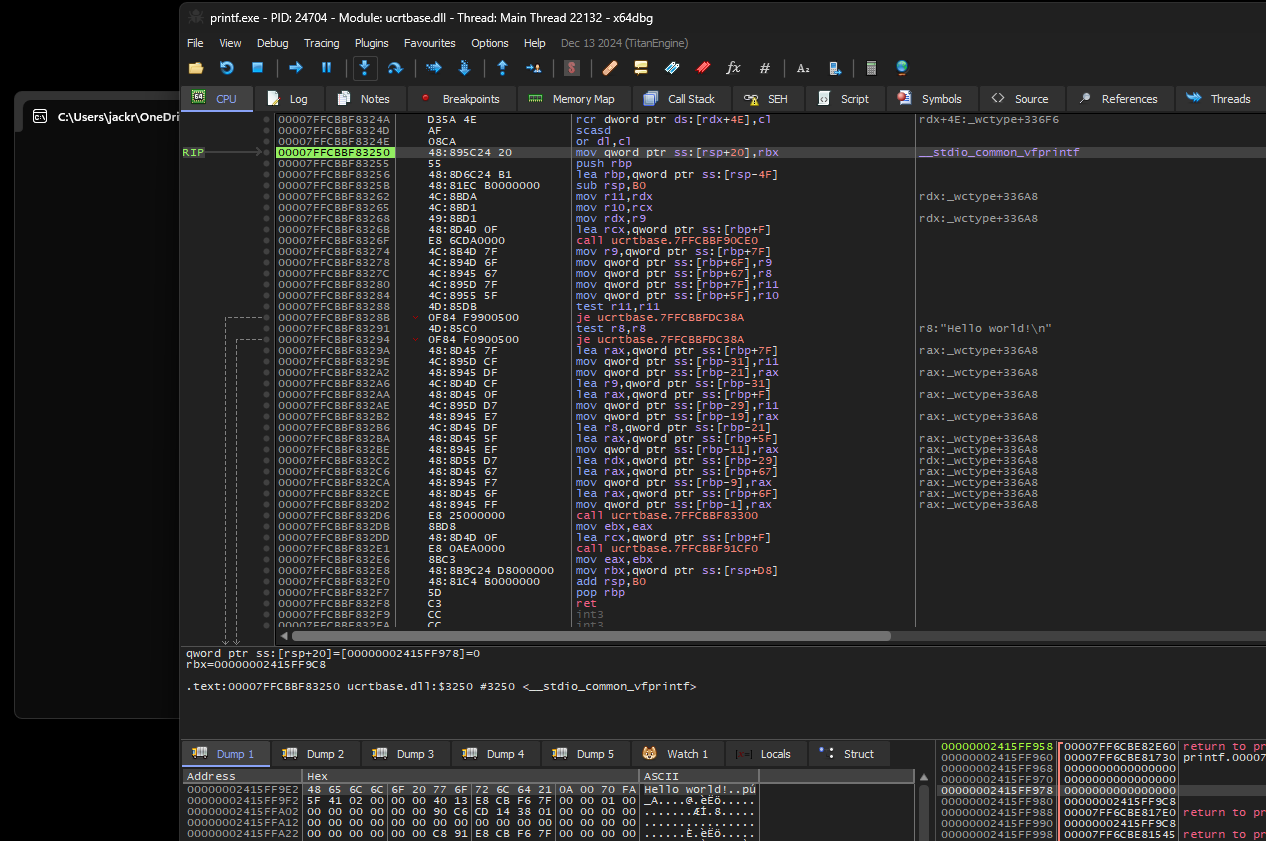 printf.exe - PID: 24704 - Module: ucrtbase.dll - Thread: Main Thread 22132 - x64dbg
File View Debug Tracing Plugins Favourites Options Help Dec 13 2024 (TitanEngine)
CPU Log Notes Breakpoints Memory Map Call Stack SEH Script Symbols Source References Threads
C:\Users\jackr\OneDri
00007FFCBBF8324A D35A 4E rcr dword ptr ds:[rdx+4E],cl rdx+4E:_wctype+336F6
00007FFCBBF8324D AF scasd
00007FFCBBF8324E 08CA or dl,cl
RIP 00007FFCBBF83250 48:895C24 20 mov qword ptr ss:[rsp+20],rbx __stdio_common_vfprintf
00007FFCBBF83255 55 push rbp
00007FFCBBF83256 48:8D6C24 B1 lea rbp,qword ptr ss:[rsp-4F]
00007FFCBBF8325B 48:81EC B0000000 sub rsp,B0
00007FFCBBF83262 4C:8BDA mov r11,rdx rdx:_wctype+336A8
00007FFCBBF83265 4C:8BD1 mov r10,rcx
00007FFCBBF83268 49:8BD1 mov rdx,r9 rdx:_wctype+336A8
00007FFCBBF8326B 48:8D4D 0F lea rcx,qword ptr ss:[rbp+F]
00007FFCBBF8326F E8 6CDA0000 call ucrtbase.7FFCBBF90CE0
00007FFCBBF83274 4C:8B4D 7F mov r9,qword ptr ss:[rbp+7F]
00007FFCBBF83278 4C:894D 6F mov qword ptr ss:[rbp+6F],r9
00007FFCBBF8327C 4C:8945 67 mov qword ptr ss:[rbp+67],r8
00007FFCBBF83280 4C:895D 7F mov qword ptr ss:[rbp+7F],r11
00007FFCBBF83284 4C:8955 5F mov qword ptr ss:[rbp+5F],r10
00007FFCBBF83288 4D:85DB test r11,r11
00007FFCBBF8328B 0F84 F9900500 je ucrtbase.7FFCBBFDC38A
00007FFCBBF83291 4D:85C0 test r8,r8 r8:"Hello world!\n"
00007FFCBBF83294 0F84 F0900500 je ucrtbase.7FFCBBFDC38A
00007FFCBBF8329A 48:8D45 7F lea rax,qword ptr ss:[rbp+7F] rax:_wctype+336A8
00007FFCBBF8329E 4C:895D CF mov qword ptr ss:[rbp-31],r11
00007FFCBBF832A2 48:8945 DF mov qword ptr ss:[rbp-21],rax rax:_wctype+336A8
00007FFCBBF832A6 4C:8D4D CF lea r9,qword ptr ss:[rbp-31]
00007FFCBBF832AA 48:8D45 0F lea rax,qword ptr ss:[rbp+F] rax:_wctype+336A8
00007FFCBBF832AE 4C:895D D7 mov qword ptr ss:[rbp-29],r11
00007FFCBBF832B2 48:8945 E7 mov qword ptr ss:[rbp-19],rax rax:_wctype+336A8
00007FFCBBF832B6 4C:8D45 DF lea r8,qword ptr ss:[rbp-21]
00007FFCBBF832BA 48:8D45 5F lea rax,qword ptr ss:[rbp+5F] rax:_wctype+336A8
00007FFCBBF832BE 48:8945 EF mov qword ptr ss:[rbp-11],rax rax:_wctype+336A8
00007FFCBBF832C2 48:8D55 D7 lea rdx,qword ptr ss:[rbp-29] rdx:_wctype+336A8
00007FFCBBF832C6 48:8D45 67 lea rax,qword ptr ss:[rbp+67] rax:_wctype+336A8
00007FFCBBF832CA 48:8945 F7 mov qword ptr ss:[rbp-9],rax rax:_wctype+336A8
00007FFCBBF832CE 48:8D45 6F lea rax,qword ptr ss:[rbp+6F] rax:_wctype+336A8
00007FFCBBF832D2 48:8945 FF mov qword ptr ss:[rbp-1],rax rax:_wctype+336A8
00007FFCBBF832D6 E8 25000000 call ucrtbase.7FFCBBF83300
00007FFCBBF832DB 8BD8 mov ebx,eax
00007FFCBBF832DD 48:8D4D 0F lea rcx,qword ptr ss:[rbp+F]
00007FFCBBF832E1 E8 0AEA0000 call ucrtbase.7FFCBBF91CF0
00007FFCBBF832E6 8BC3 mov eax,ebx
00007FFCBBF832E8 48:8B9C24 D8000000 mov rbx,qword ptr ss:[rsp+D8]
00007FFCBBF832F0 48:81C4 B0000000 add rsp,B0
00007FFCBBF832F7 5D pop rbp
00007FFCBBF832F8 C3 ret
00007FFCBBF832F9 CC int3
00007FFCBBF832FA CC int3
qword ptr ss:[rsp+20]=[00000002415FF978]=0
rbx=00000002415FF9C8
.text:00007FFCBBF83250 ucrtbase.dll:$3250 #3250 <__stdio_common_vfprintf>
Dump 1 Dump 2 Dump 3 Dump 4 Dump 5 Watch 1 Locals Struct
Address Hex ASCII
00000002415FF9E2 48 65 6C 6C 6F 20 77 6F 72 6C 64 21 0A 00 70 FA Hello world!..pú
00000002415FF9F2 5F 41 02 00 00 00 40 13 E8 CB F6 7F 00 00 01 00 _A....@.èËö.....
00000002415FFA02 00 00 00 00 00 00 90 C6 CD 14 38 01 00 00 00 00 .......ÆÍ.8.....
00000002415FFA12 00 00 00 00 00 00 00 00 00 00 00 00 00 00 00 00 ................
00000002415FFA22 00 00 00 00 00 00 C8 91 E8 CB F6 7F 00 00 00 00 ......È.èËö.....
00000002415FF958 00007FF6CBE82E60 return to pr
00000002415FF960 00007FF6CBE81730 printf.00007
00000002415FF968 0000000000000000
00000002415FF970 0000000000000000
00000002415FF978 0000000000000000
00000002415FF980 00000002415FF9C8
00000002415FF988 00007FF6CBE817E0 return to pr
00000002415FF990 00000002415FF9C8
00000002415FF998 00007FF6CBE81545 return to pr